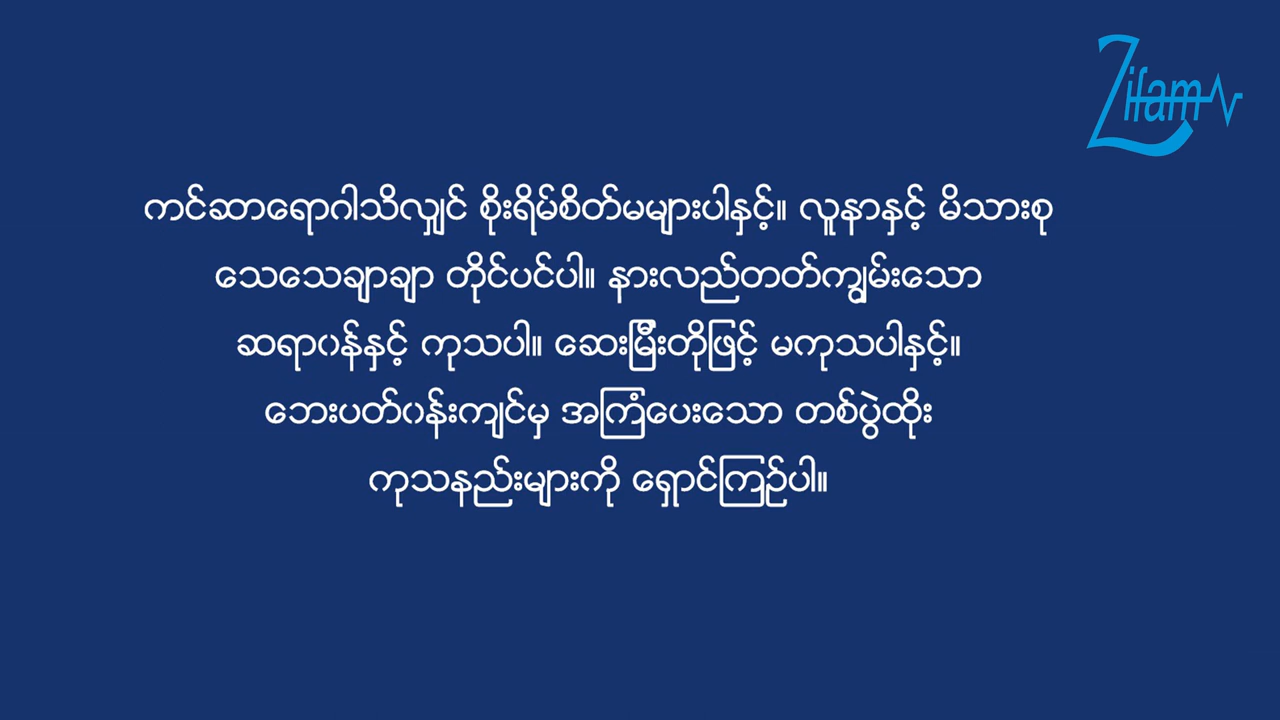 Zifam
ကင်ဆာရောဂါသိလျှင် စိုးရိမ်စိတ်မများပါနှင့်။ လူနာနှင့် မိသားစု
သေသေချာချာ တိုင်ပင်ပါ။ နားလည်တတ်ကျွမ်းသော
ဆရာဝန်နှင့် ကုသပါ။ ဆေးမြီးတိုဖြင့် မကုသပါနှင့်။
ဘေးပတ်ဝန်းကျင်မှ အကြံပေးသော တစ်ပွဲထိုး
ကုသနည်းများကို ရှောင်ကြဉ်ပါ။